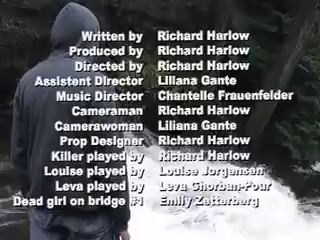 Written by Richard Harlow
Produced by Richard Harlow
Directed by Richard Harlow
Assistent Director Liliana Gante
Music Director Chantelle Frauenfelder
Cameraman Richard Harlow
Camerawoman Liliana Gante
Prop Designer Richard Harlow
Killer played by Richard Harlow
Louise played by Louise Jorgensen
Leva played by Leva Ghorban-Pour
Dead girl on bridge #1 Emily Zetterberg